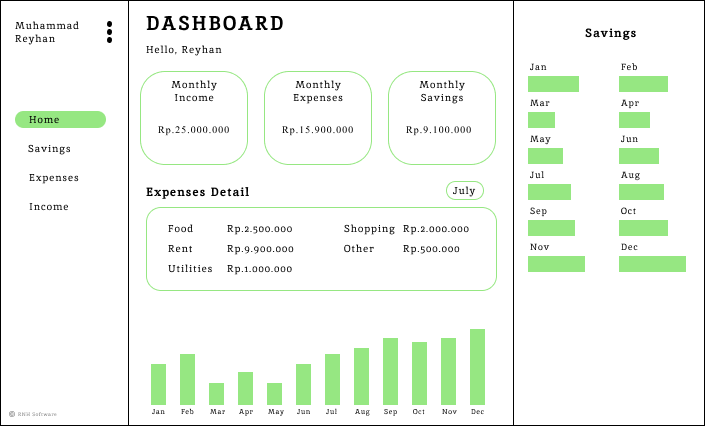 Muhammad
Reyhan
Home
Savings
Expenses
Income
© RNH Software
DASHBOARD
Hello, Reyhan
Monthly
Income
Rp.25.000.000
Monthly
Expenses
Rp.15.900.000
Monthly
Savings
Rp.9.100.000
Expenses Detail
July
Food Rp.2.500.000 Shopping Rp.2.000.000
Rent Rp.9.900.000 Other Rp.500.000
Utilities Rp.1.000.000
Jan Feb Mar Apr May Jun Jul Aug Sep Oct Nov Dec
Savings
Jan Feb
Mar Apr
May Jun
Jul Aug
Sep Oct
Nov Dec